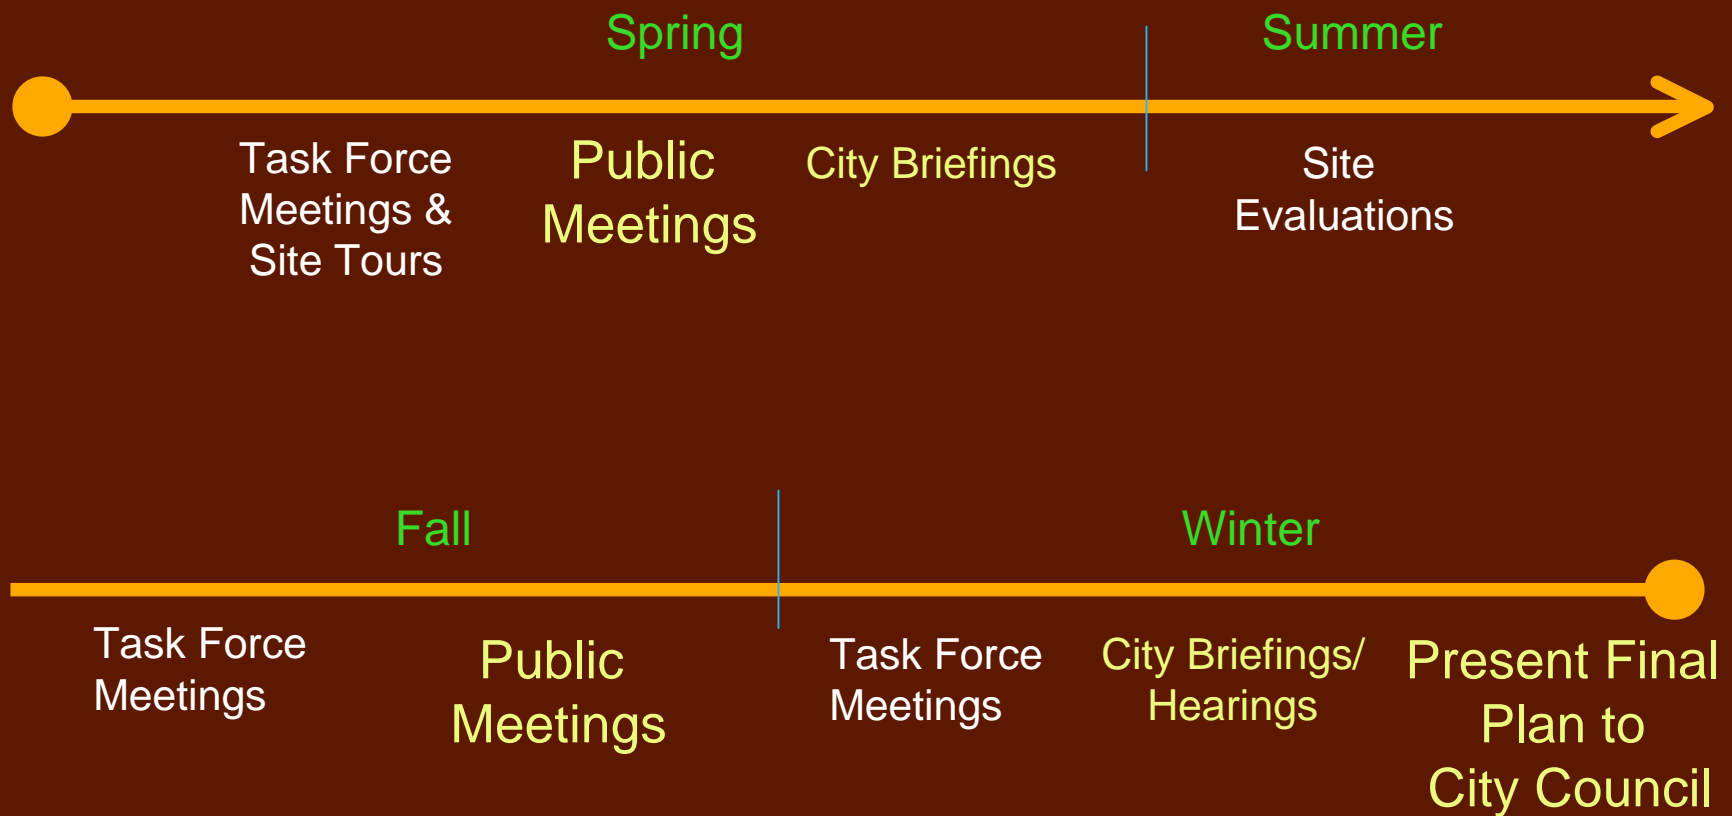 Spring
Summer
Task Force
Meetings &
Site Tours
Public
Meetings
City Briefings
Site
Evaluations
Fall
Winter
Task Force
Meetings
Public
Meetings
Task Force
Meetings
City Briefings/
Hearings
Present Final
Plan to
City Council